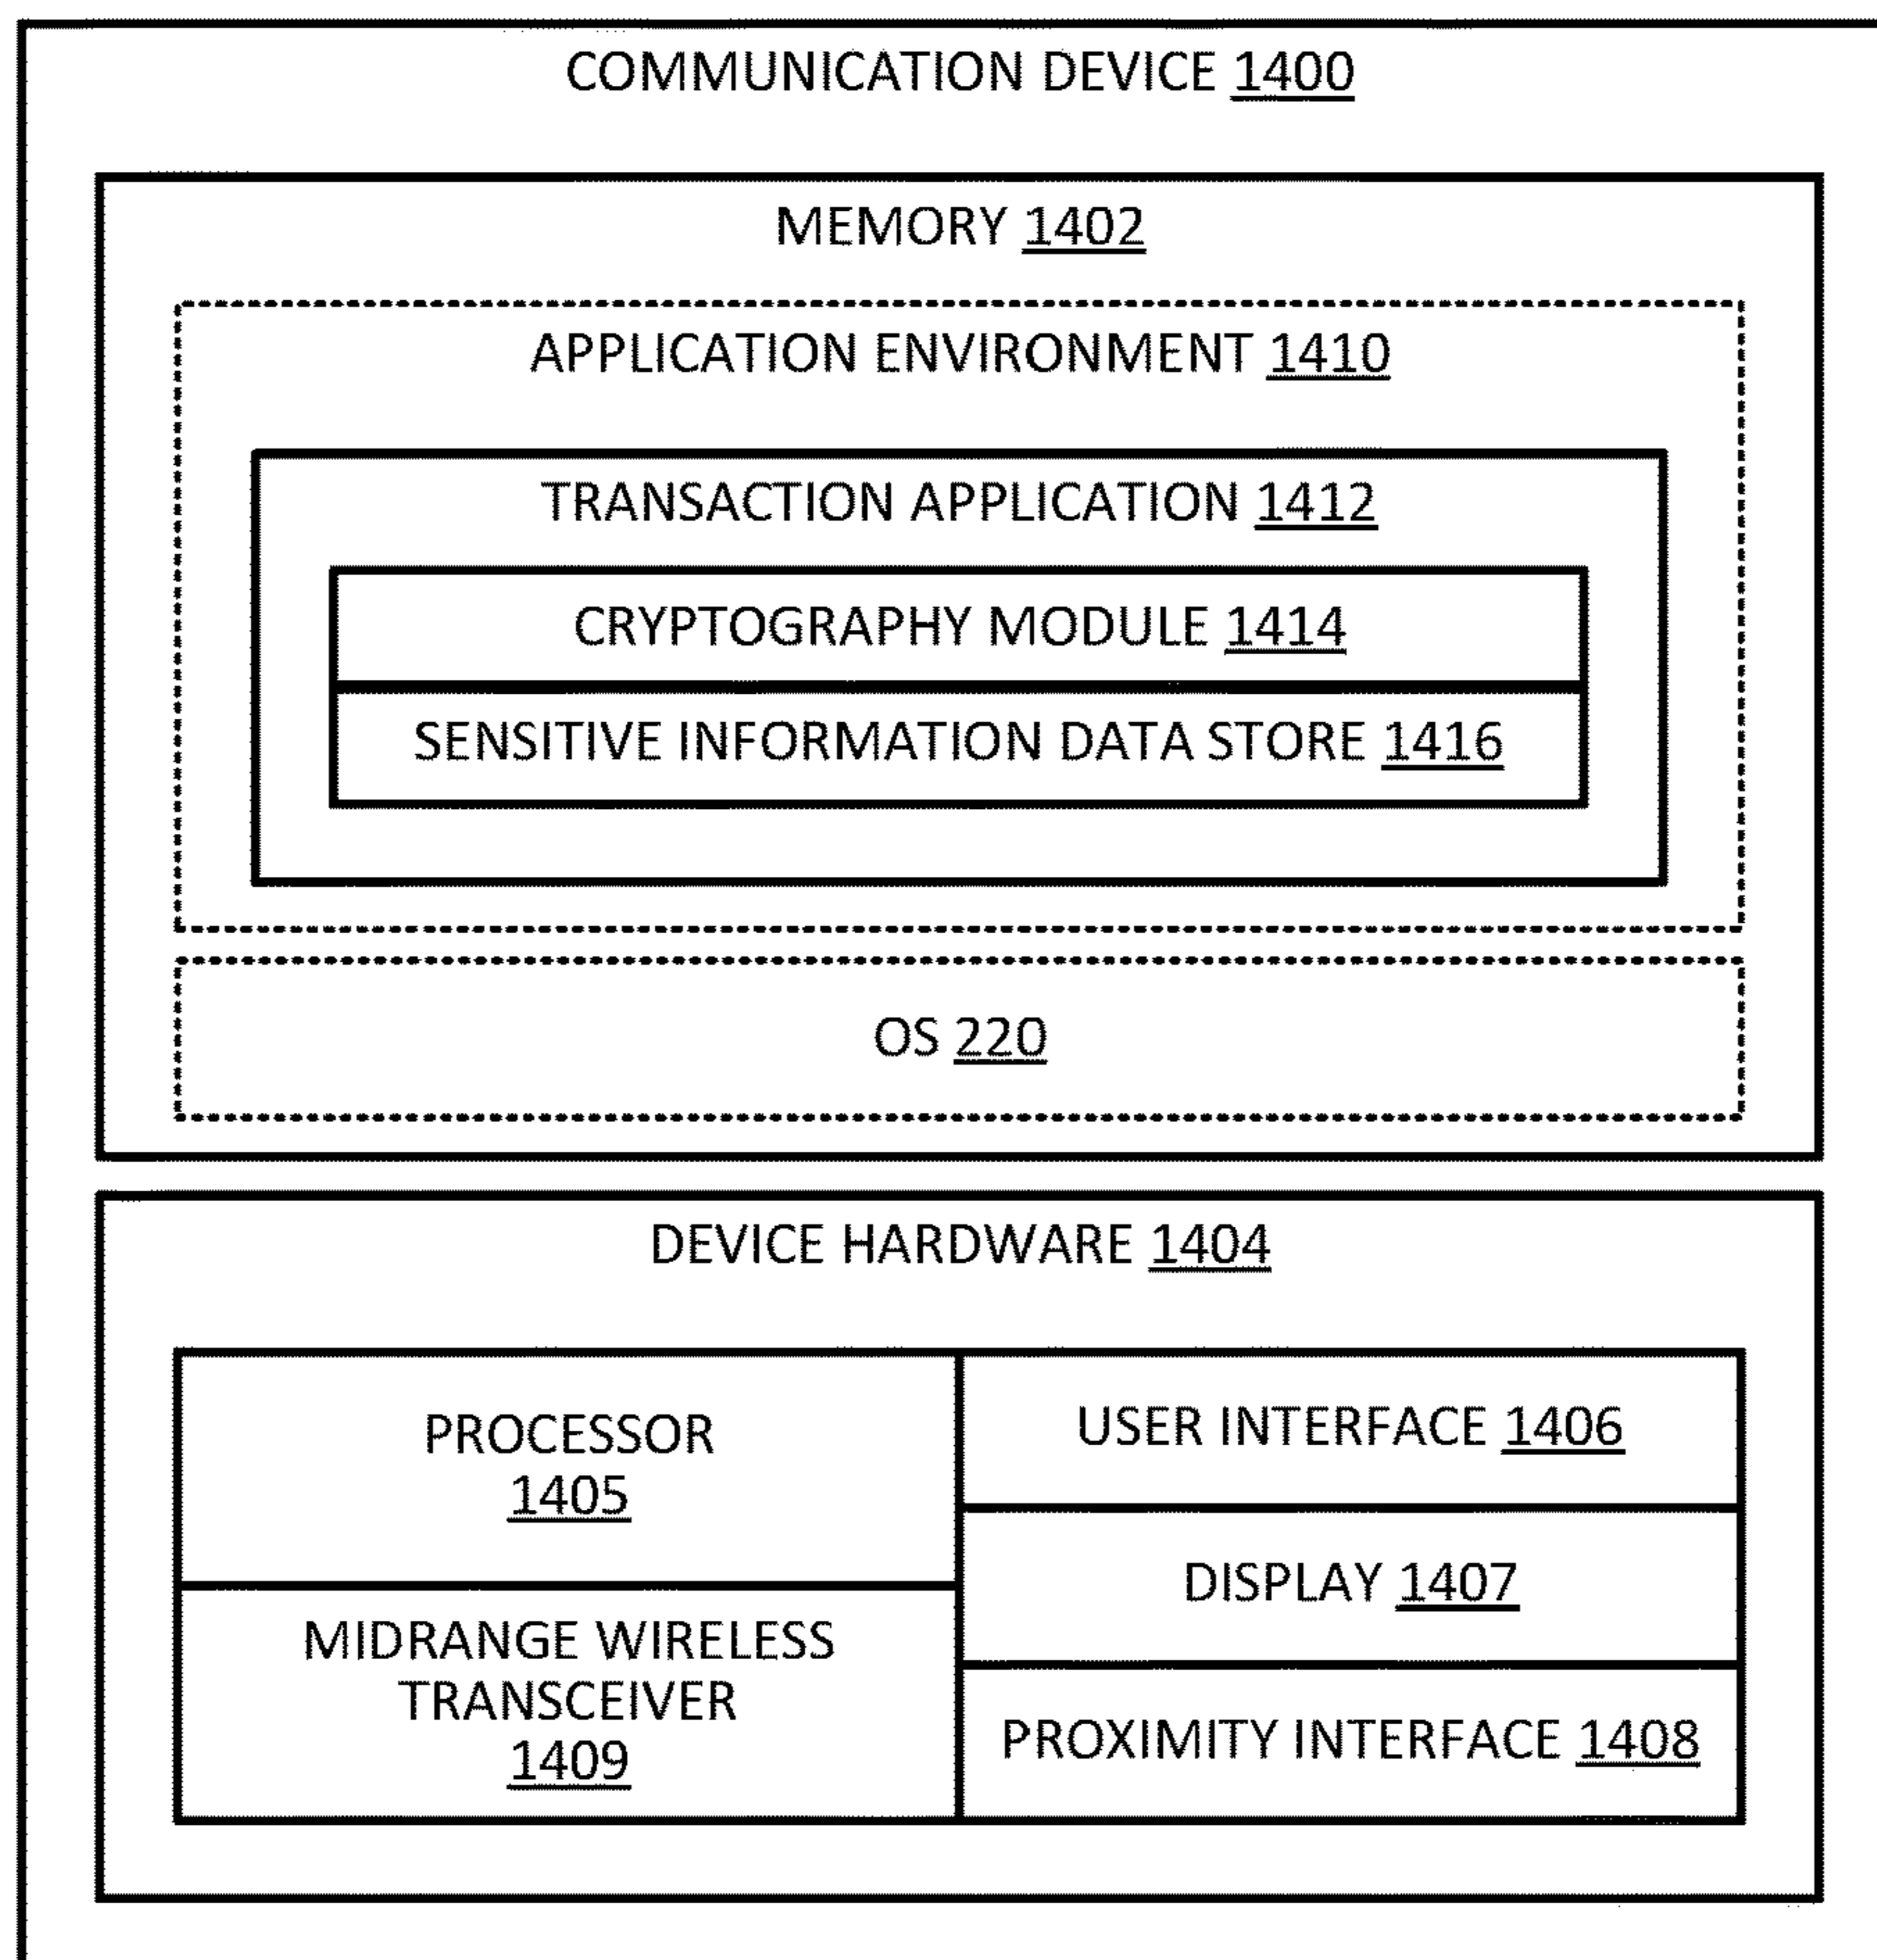 COMMUNICATION DEVICE 1400
MEMORY 1402
APPLICATION ENVIRONMENT 1410
TRANSACTION APPLICATION 1412
CRYPTOGRAPHY MODULE 1414
SENSITIVE INFORMATION DATA STORE 1416
OS 220
DEVICE HARDWARE 1404
PROCESSOR
1405
MIDRANGE WIRELESS
TRANSCEIVER
1409
USER INTERFACE 1406
DISPLAY 1407
PROXIMITY INTERFACE 1408